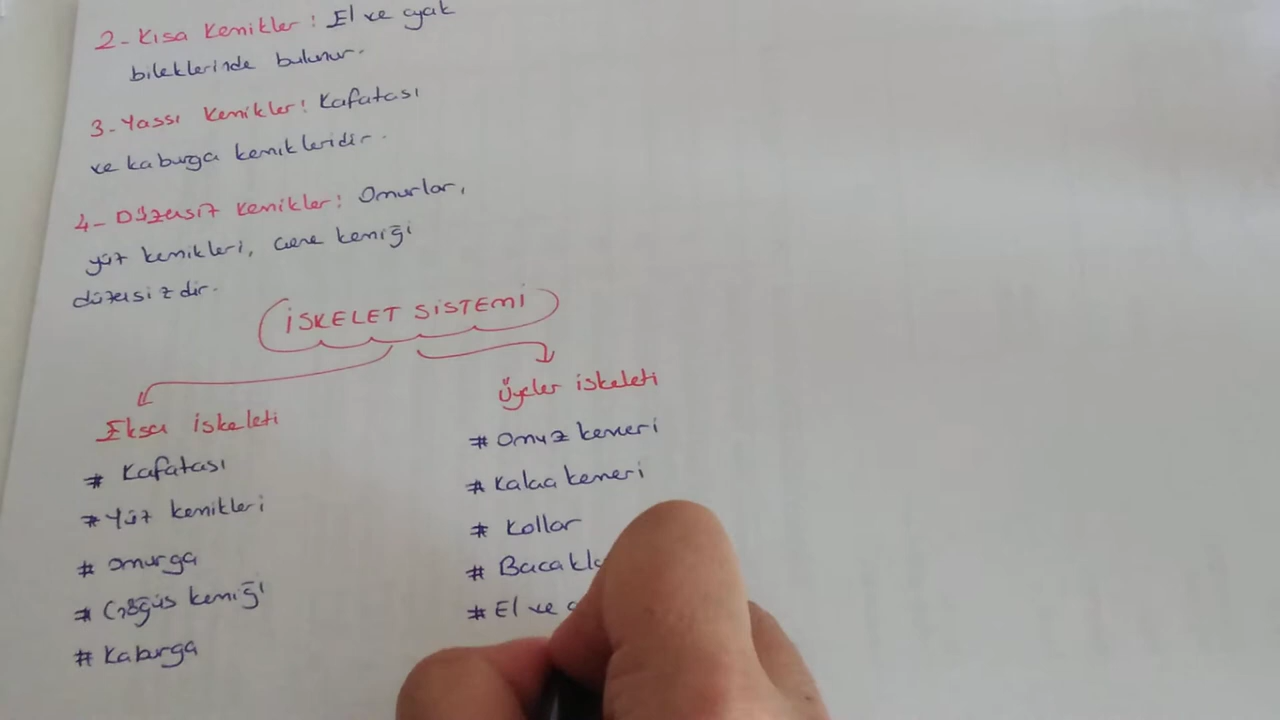 2- Kısa Kemikler : El ve ayak
bileklerinde bulunur.
3- Yassı Kemikler : Kafatası
ve kaburga kemikleridir.
4- Düzensiz Kemikler : Omurlar,
yüz kemikleri, çene kemiği
düzensizdir.
İSKELET SİSTEMİ
Eksen iskeleti
# Kafatası
# Yüz kemikleri
# Omurga
# Göğüs kemiği
# Kaburga
Üyeler iskeleti
# Omuz kemeri
# Kalça kemeri
# Kollar
# El ve